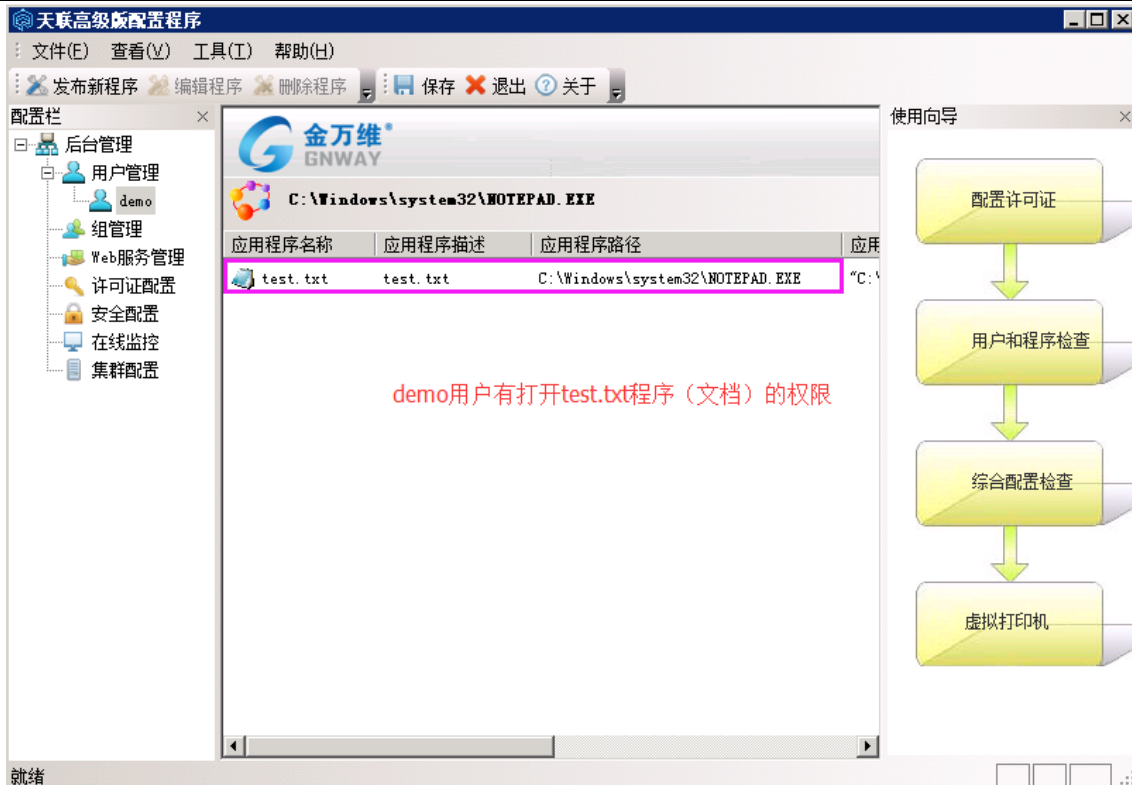 天联高级版配置程序
文件(F) 查看(V) 工具(T) 帮助(H)
发布新程序 编辑程序 删除程序 保存 退出 关于
配置栏
后台管理
用户管理
demo
组管理
Web服务管理
许可证配置
安全配置
在线监控
集群配置
金万维®
GNWAY
C:\Windows\system32\NOTEPAD.EXE
应用程序名称 应用程序描述 应用程序路径 应用
test.txt test.txt C:\Windows\system32\NOTEPAD.EXE "C:\
demo用户有打开test.txt程序（文档）的权限
使用向导
配置许可证
用户和程序检查
综合配置检查
虚拟打印机
就绪